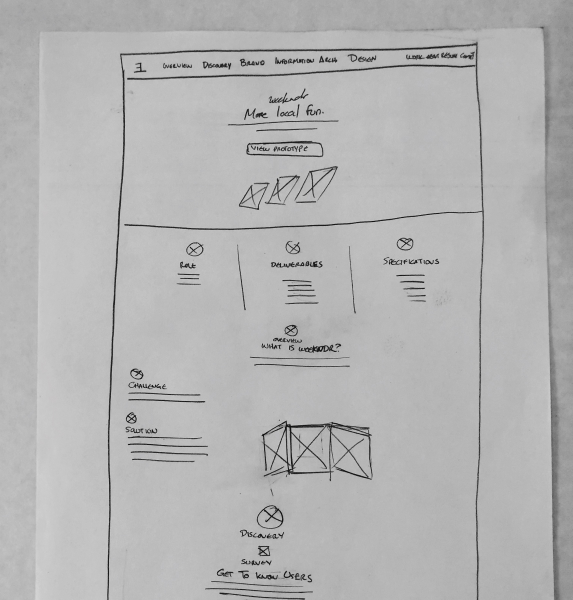 1 OVERVIEW DISCOVERY BRAND INFORMATION ARCH DESIGN WORK ABOUT RESUME CONTACT
weekndr
More local fun.
VIEW PROTOTYPE
ROLE DELIVERABLES SPECIFICATIONS
OVERVIEW
WHAT IS WEEKNDR?
CHALLENGE
SOLUTION
DISCOVERY
SURVEY
GET TO KNOW USERS